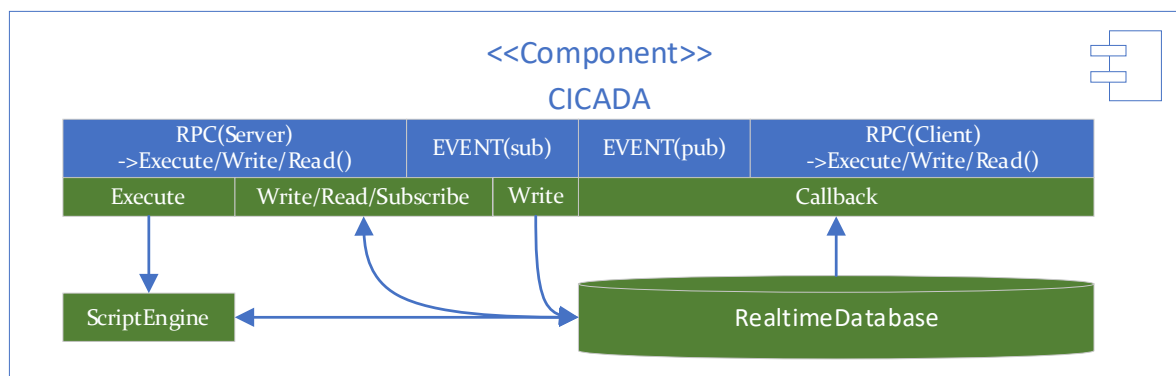 <<Component>>
CICADA
RPC(Server)
->Execute/Write/Read()
EVENT(sub)
EVENT(pub)
RPC(Client)
->Execute/Write/Read()
Execute
Write/Read/Subscribe
Write
Callback
ScriptEngine
RealtimeDatabase